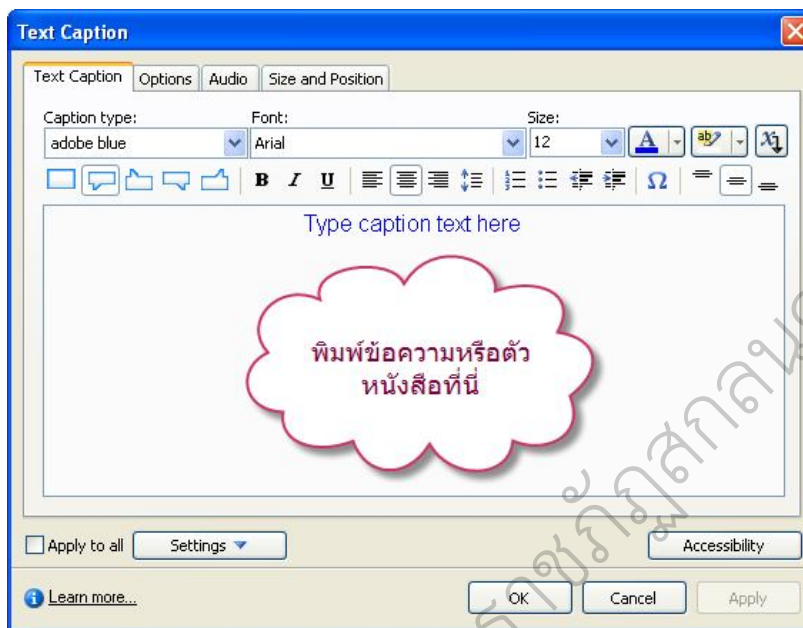 Text Caption
Text Caption Options Audio Size and Position
Caption type: Font: Size:
adobe blue Arial 12
B I U
Type caption text here
พิมพ์ข้อความหรือตัว
หนังสือที่นี่
Apply to all Settings Accessibility
Learn more... OK Cancel Apply